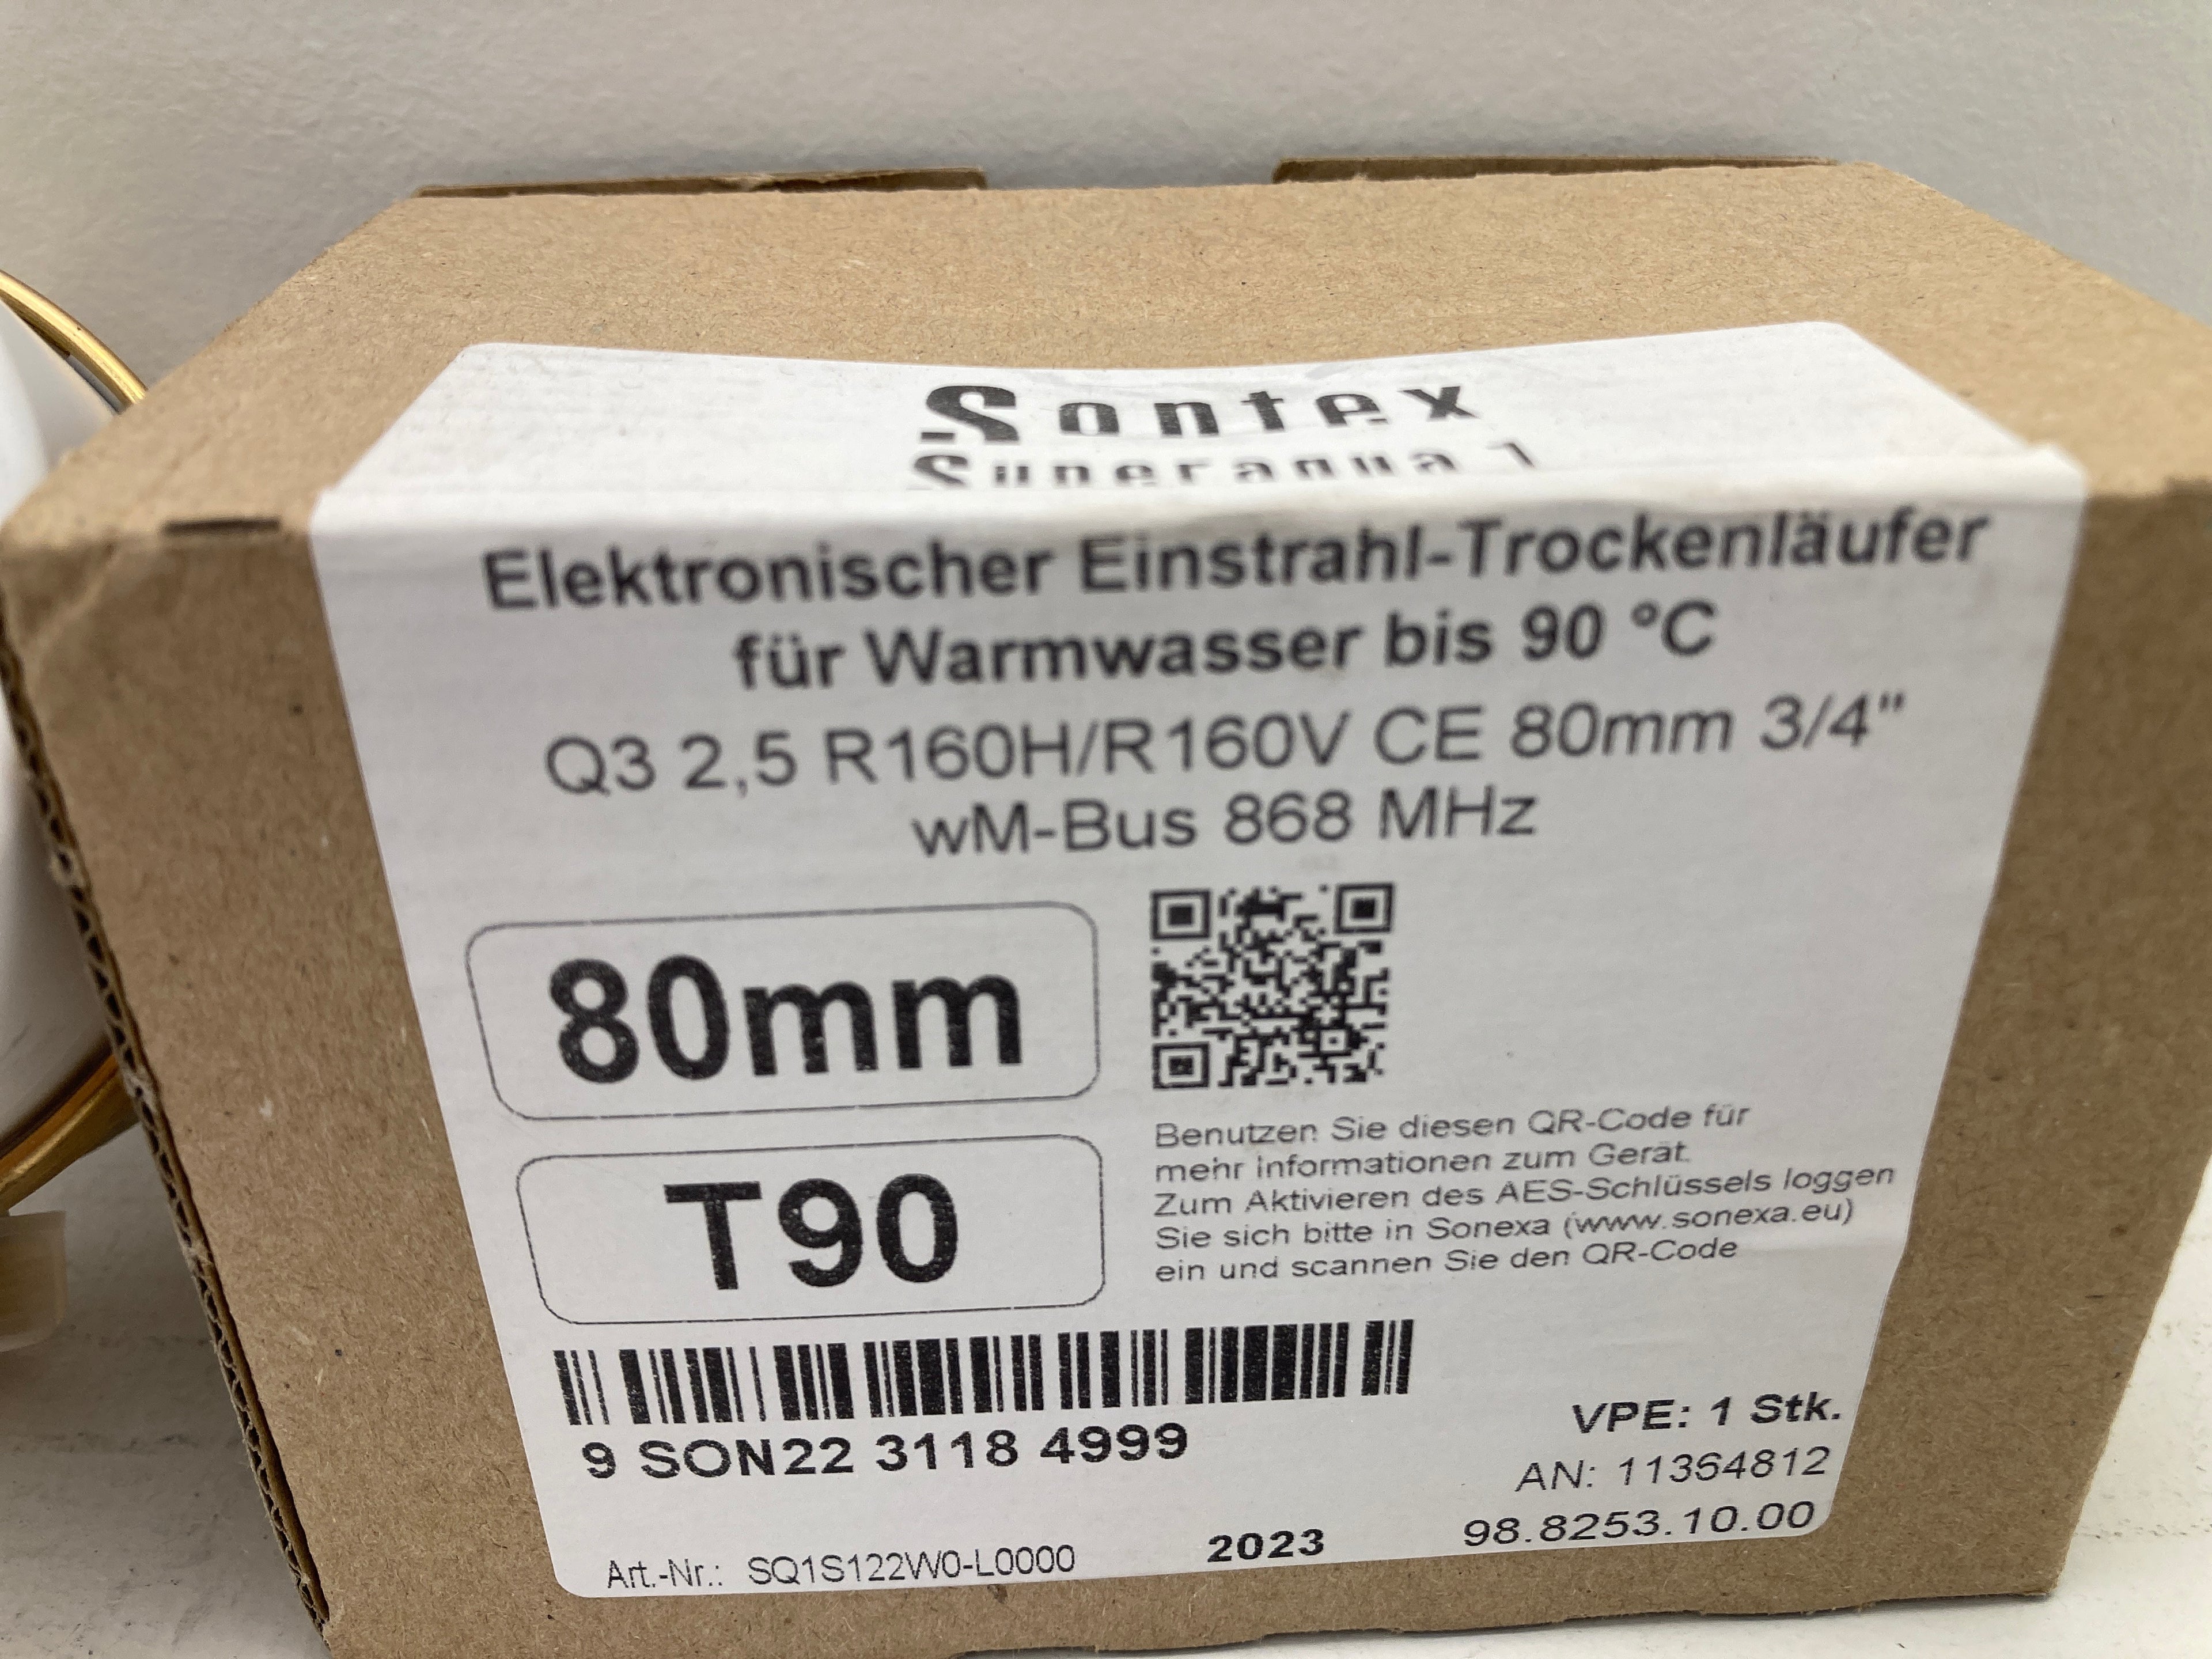 Sontex
Superaqua 1
Elektronischer Einstrahl-Trockenläufer
für Warmwasser bis 90 °C
Q3 2,5 R160H/R160V CE 80mm 3/4"
wM-Bus 868 MHz
80mm
T90
Benutzen Sie diesen QR-Code für
mehr Informationen zum Gerät.
Zum Aktivieren des AES-Schlüssels loggen
Sie sich bitte in Sonexa (www.sonexa.eu)
ein und scannen Sie den QR-Code
9 SON22 3118 4999
VPE: 1 Stk.
AN: 11364812
98.8253.10.00
2023
Art.-Nr.: SQ1S122W0-L0000